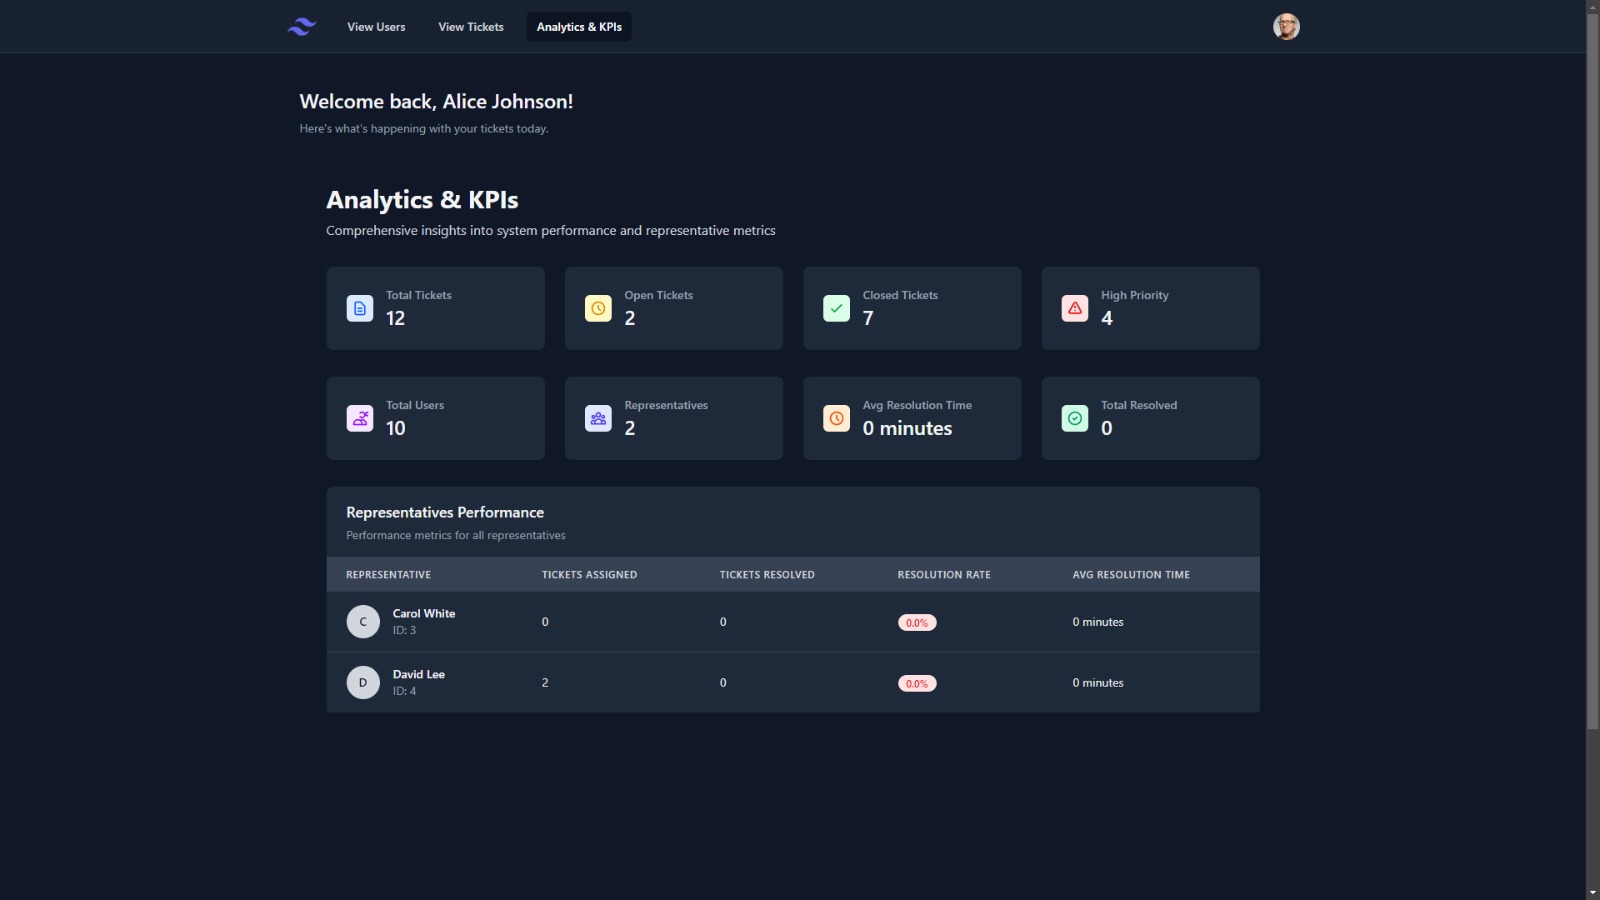 View Users View Tickets Analytics & KPIs
Welcome back, Alice Johnson!
Here's what's happening with your tickets today.
Analytics & KPIs
Comprehensive insights into system performance and representative metrics
Total Tickets
12
Open Tickets
2
Closed Tickets
7
High Priority
4
Total Users
10
Representatives
2
Avg Resolution Time
0 minutes
Total Resolved
0
Representatives Performance
Performance metrics for all representatives
REPRESENTATIVE TICKETS ASSIGNED TICKETS RESOLVED RESOLUTION RATE AVG RESOLUTION TIME
C Carol White 0 0 0.0% 0 minutes
ID: 3
D David Lee 2 0 0.0% 0 minutes
ID: 4